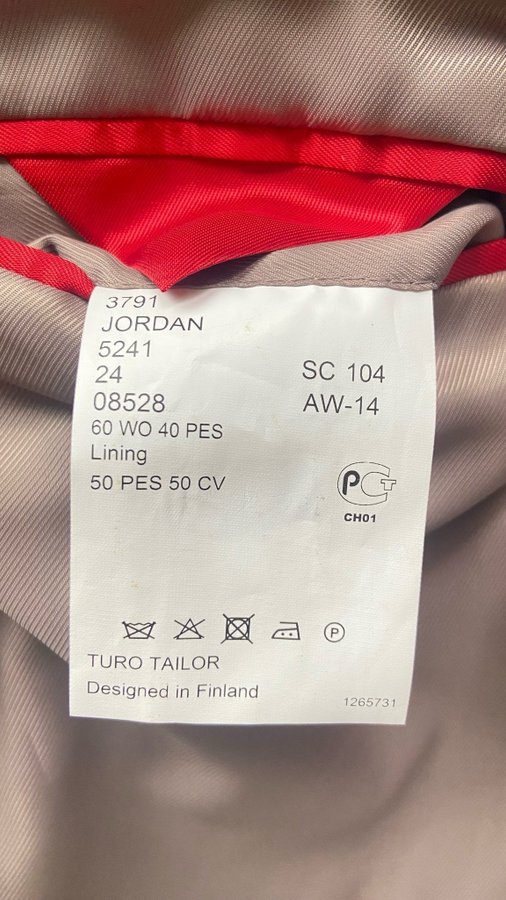 3791
JORDAN
5241
24 SC 104
08528 AW-14
60 WO 40 PES
Lining
50 PES 50 CV
PCT
CH01
P
TURO TAILOR
Designed in Finland
1265731